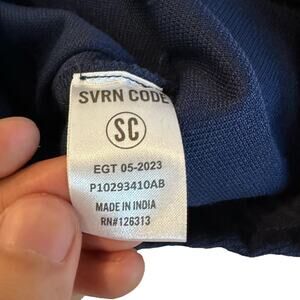 SVRN CODE
SC
EGT 05-2023
P10293410AB
MADE IN INDIA
RN#126313